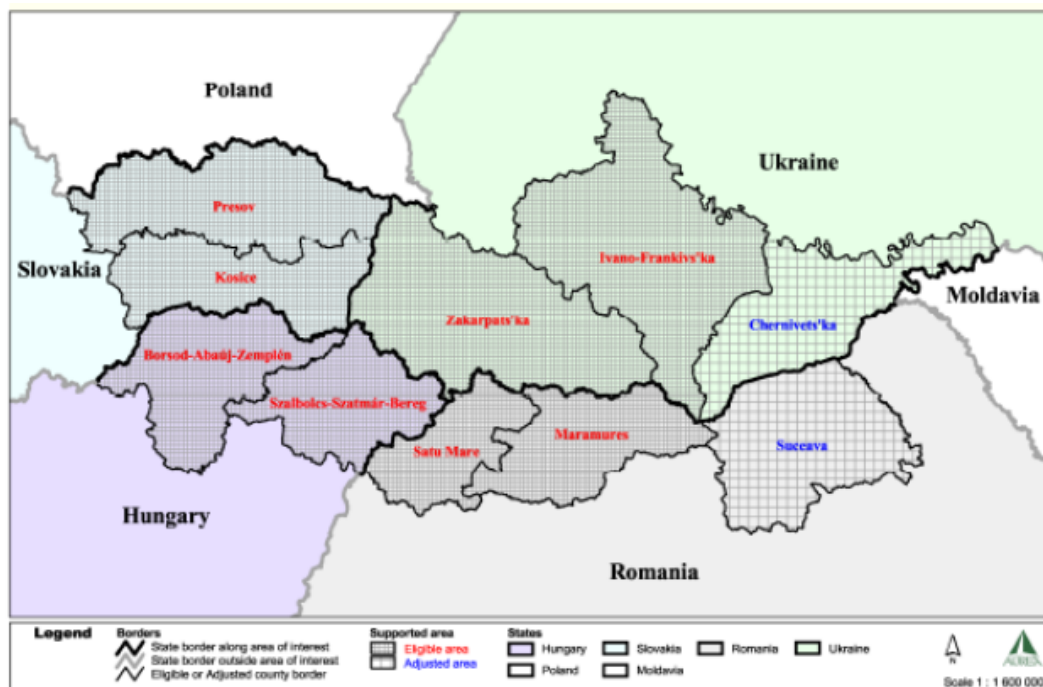 Poland
Ukraine
Presov
Ivano-Frankivs'ka
Slovakia
Kosice
Moldavia
Zakarpats'ka
Chernivets'ka
Borsod-Abaúj-Zemplén
Szalbolcs-Szatmár-Bereg
Maramures
Suceava
Satu Mare
Hungary
Romania
Legend
Borders
State border along area of interest
State border outside area of interest
Eligible or Adjusted county border
Supported area
Eligible area
Adjusted area
States
Hungary
Slovakia
Romania
Ukraine
Poland
Moldavia
N
AUREX
Scale 1 : 1 600 000